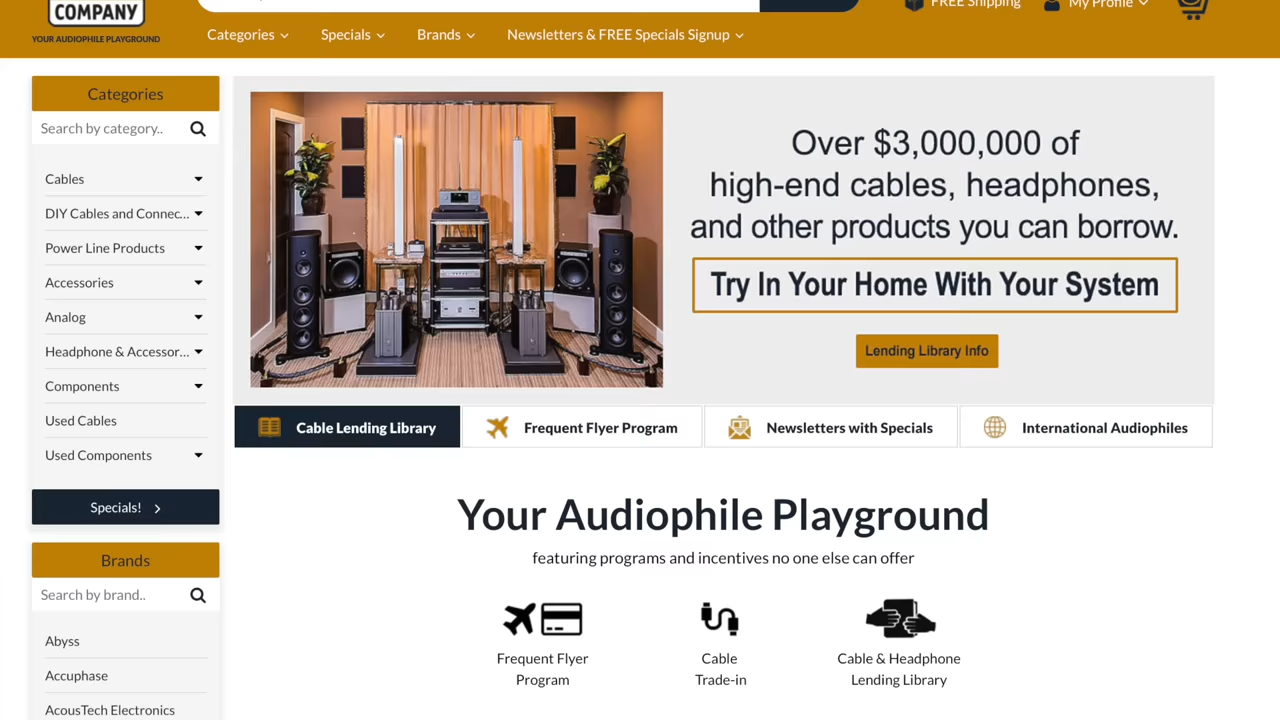 COMPANY
YOUR AUDIOPHILE PLAYGROUND
FREE Shipping
My Profile
Categories
Specials
Brands
Newsletters & FREE Specials Signup
Categories
Search by category..
Cables
DIY Cables and Connec...
Power Line Products
Accessories
Analog
Headphone & Accessor...
Components
Used Cables
Used Components
Specials!
Brands
Search by brand..
Abyss
Accuphase
AcousTech Electronics
Over $3,000,000 of
high-end cables, headphones,
and other products you can borrow.
Try In Your Home With Your System
Lending Library Info
Cable Lending Library
Frequent Flyer Program
Newsletters with Specials
International Audiophiles
Your Audiophile Playground
featuring programs and incentives no one else can offer
Frequent Flyer
Program
Cable
Trade-in
Cable & Headphone
Lending Library